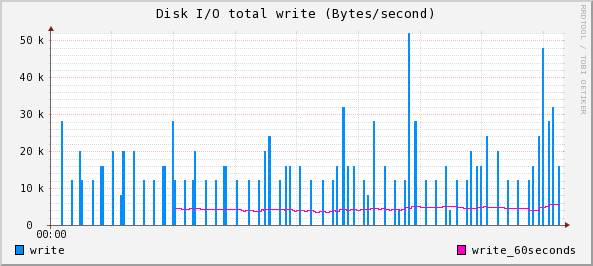 Disk I/O total write (Bytes/second)
RRDTOOL / TOBI OETIKER
50 k
40 k
30 k
20 k
10 k
0
00:00
write
write_60seconds